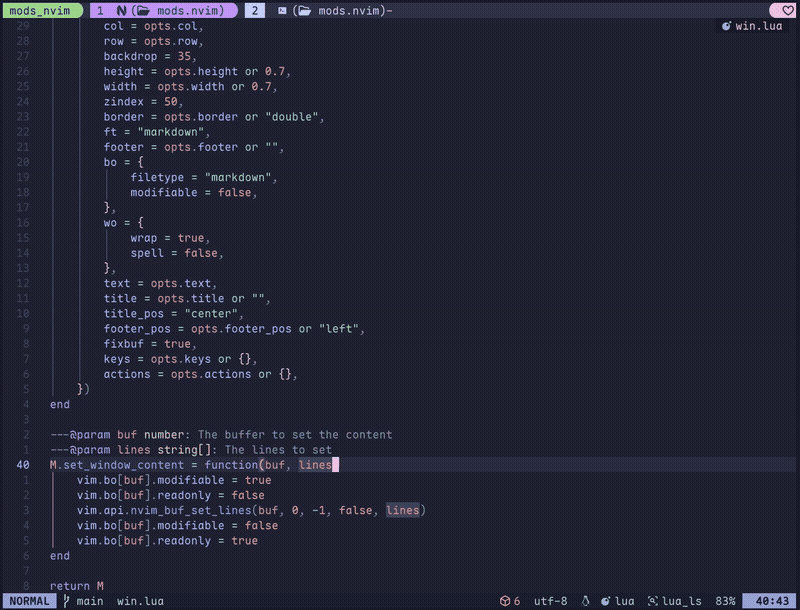 mods_nvim 1 (mods.nvim) 2 (mods.nvim)-
win.lua
29 col = opts.col,
28 row = opts.row,
27 backdrop = 35,
26 height = opts.height or 0.7,
25 width = opts.width or 0.7,
24 zindex = 50,
23 border = opts.border or "double",
22 ft = "markdown",
21 footer = opts.footer or "",
20 bo = {
19 filetype = "markdown",
18 modifiable = false,
17 },
16 wo = {
15 wrap = true,
14 spell = false,
13 },
12 text = opts.text,
11 title = opts.title or "",
10 title_pos = "center",
9 footer_pos = opts.footer_pos or "left",
8 fixbuf = true,
7 keys = opts.keys or {},
6 actions = opts.actions or {},
5 })
4 end
3
2 ---@param buf number: The buffer to set the content
1 ---@param lines string[]: The lines to set
40 M.set_window_content = function(buf, lines)
1 vim.bo[buf].modifiable = true
2 vim.bo[buf].readonly = false
3 vim.api.nvim_buf_set_lines(buf, 0, -1, false, lines)
4 vim.bo[buf].modifiable = false
5 vim.bo[buf].readonly = true
6 end
7
8 return M
NORMAL main win.lua 6 utf-8 lua lua_ls 83% 40:43